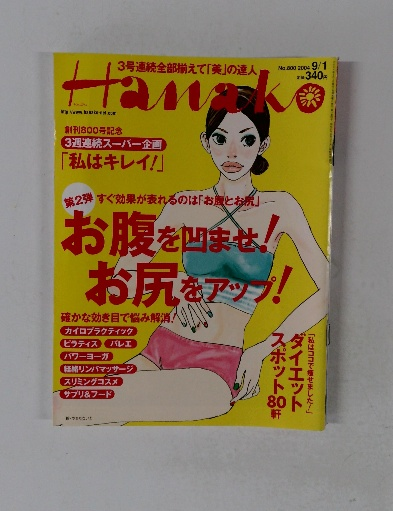 3号連続全部揃えて「美」の達人
No.800 2004 9/1
340
Hanako
創刊800号記念
3週連続スーパー企画
「私はキレイ!」
第2弾 すぐ効果が表れるのは「お腹とお尻」
お腹を凹ませ!
お尻をアップ!
確かな効き目で悩み解消!
カイロプラクティック
ピラティス バレエ
パワーヨーガ
リンパマッサージ
スリミングコスメ
サプリ&フード
「私はココで痩せました!」
ダイエット
スポット80軒